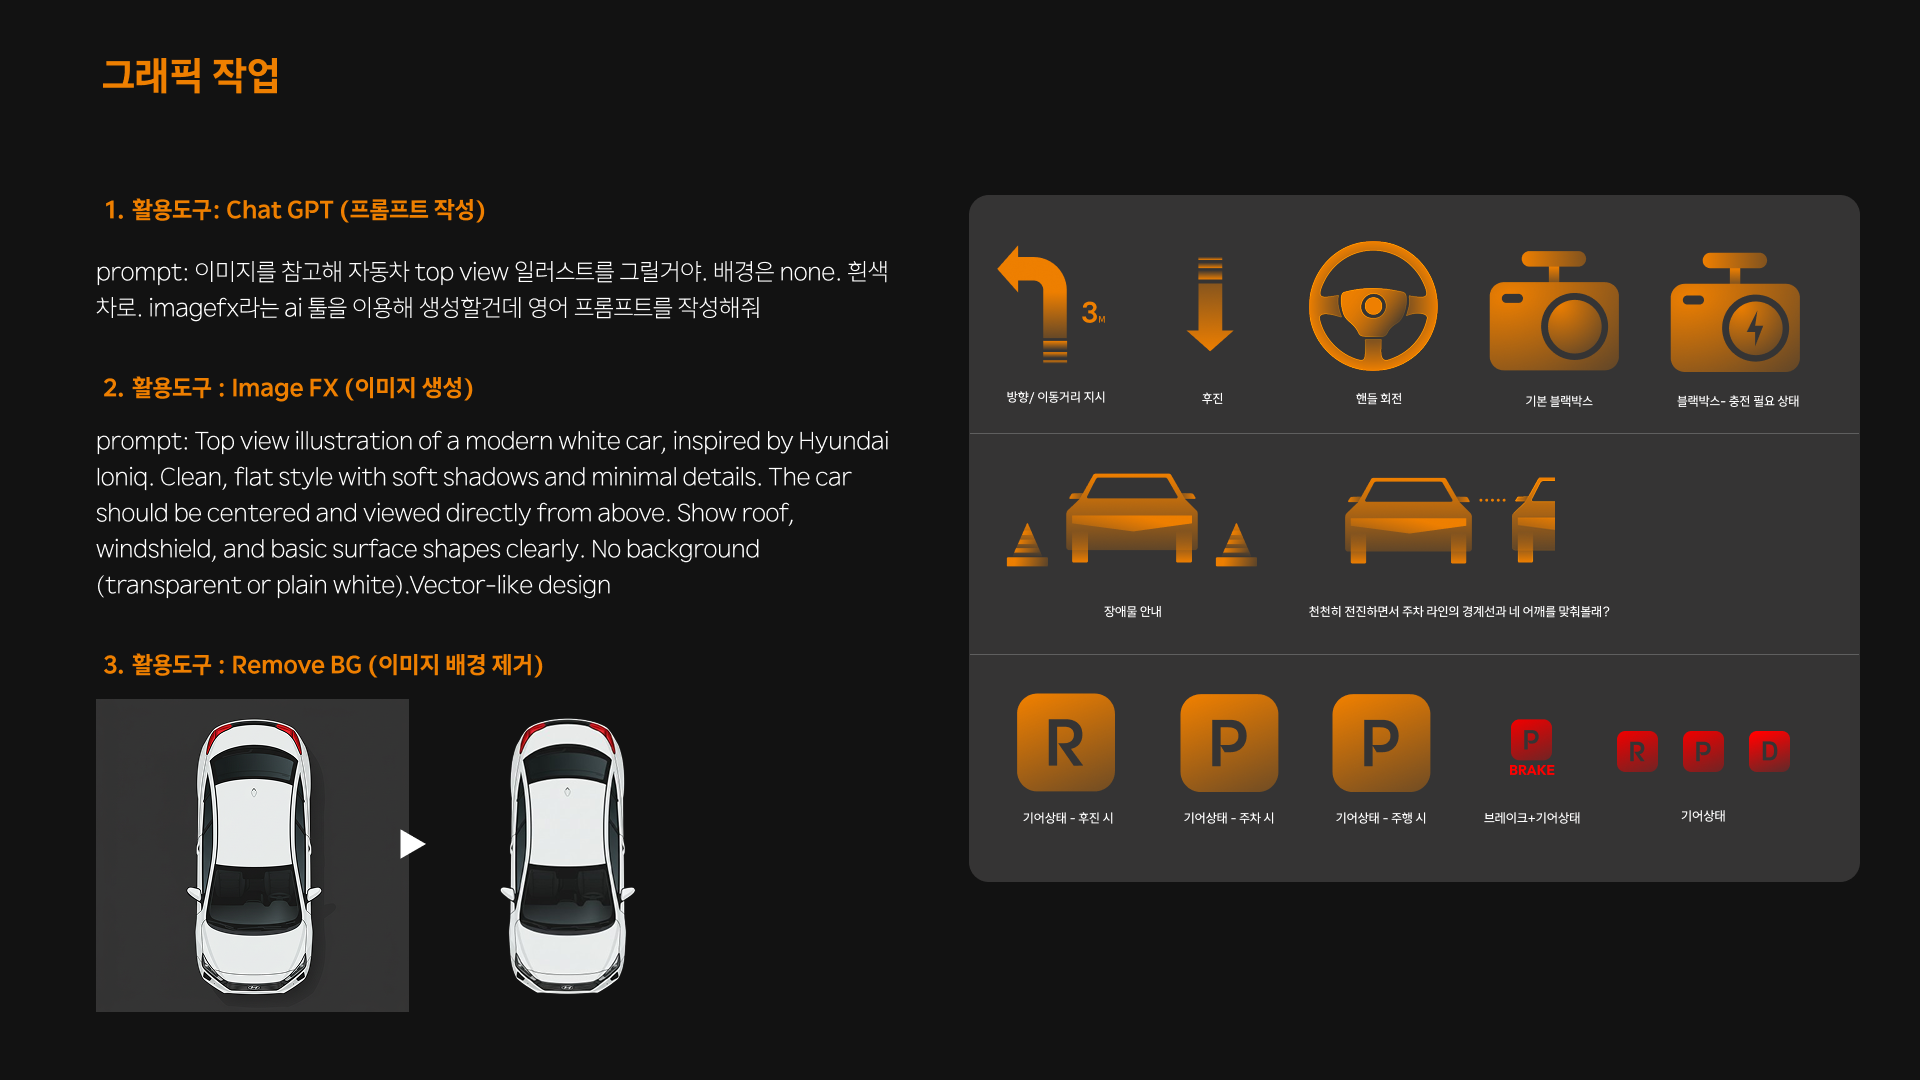 그래픽 작업
1. 활용도구: Chat GPT (프롬프트 작성)
prompt: 이미지를 참고해 자동차 top view 일러스트를 그릴거야. 배경은 none. 흰색
차로. imagefx라는 ai 툴을 이용해 생성할건데 영어 프롬프트를 작성해줘
2. 활용도구 : Image FX (이미지 생성)
prompt: Top view illustration of a modern white car, inspired by Hyundai
Ioniq. Clean, flat style with soft shadows and minimal details. The car
should be centered and viewed directly from above. Show roof,
windshield, and basic surface shapes clearly. No background
(transparent or plain white).Vector-like design
3. 활용도구 : Remove BG (이미지 배경 제거)
3M
방향/ 이동거리 지시
후진
핸들 회전
기본 블랙박스
블랙박스- 충전 필요 상태
장애물 안내
천천히 전진하면서 주차 라인의 경계선과 네 어깨를 맞춰볼래?
R
P
P
P
BRAKE
R
P
D
기어상태 - 후진 시
기어상태 - 주차 시
기어상태 - 주행 시
브레이크+기어상태
기어상태